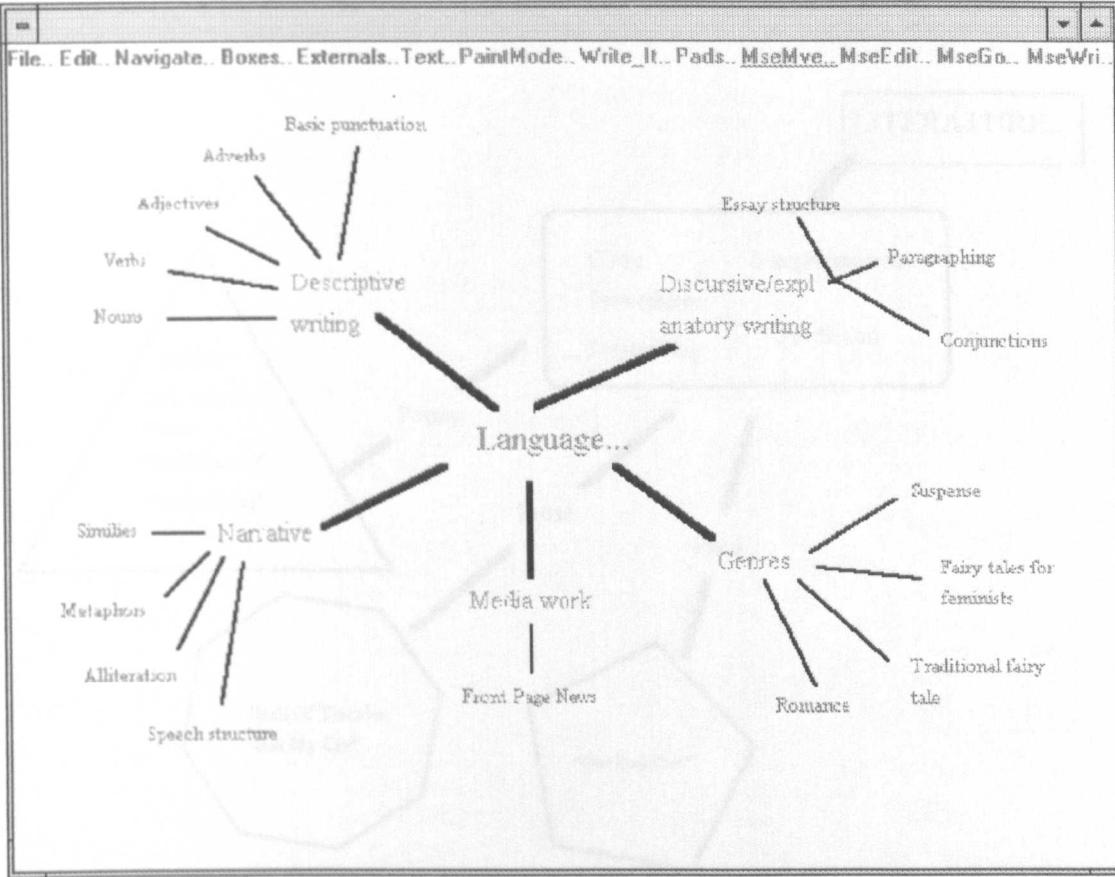 File.. Edit.. Navigate.. Boxes.. Externals.. Text.. PaintMode.. Write_It.. Pads.. MseMve.. MseEdit.. MseGo.. MseWri..
LITERATURE
Basic punctuation
Adverbs
Adjectives
Verbs
Nouns
Descriptive
writing
Essay structure
Paragraphing
Discursive/expl
anatory writing
Conjunctions
Language...
Similies
Narrative
Metaphors
Alliteration
Speech structure
Media work
Front Page News
Genres
Suspense
Fairy tales for
feminists
Traditional fairy
tale
Romance